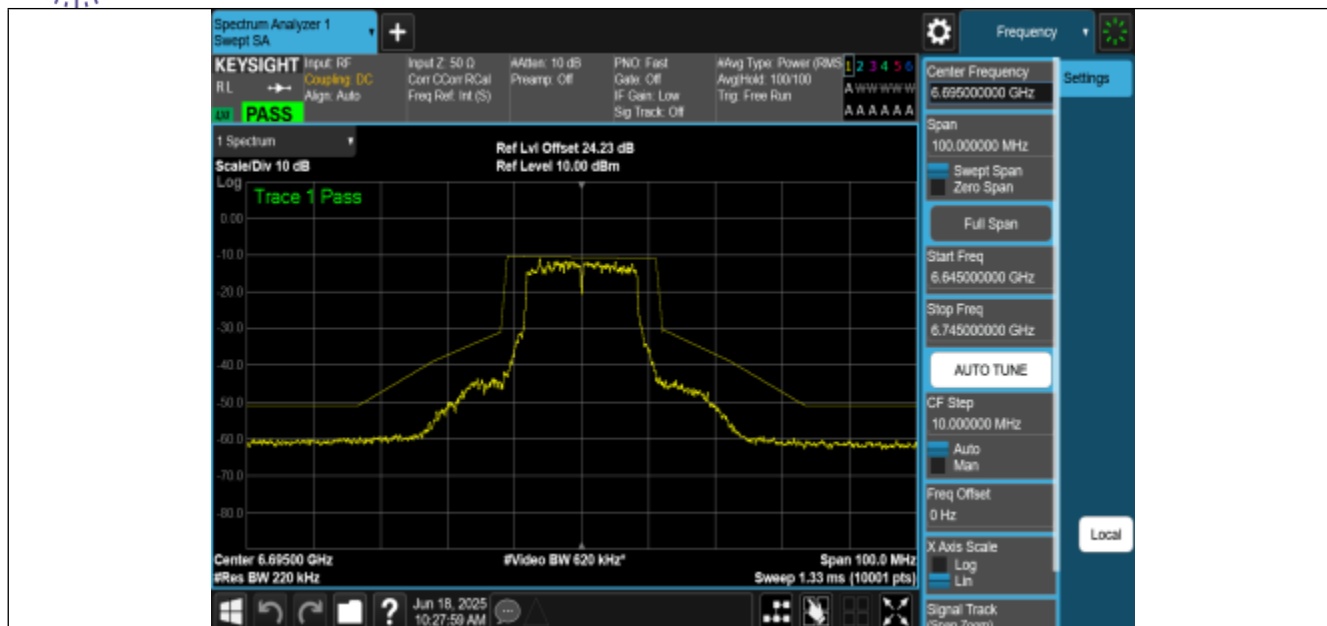 Spectrum Analyzer 1
Swept SA
+
Frequency
KEYSIGHT
RL
LXI
PASS
Input: RF
Coupling: DC
Align: Auto
Input Z: 50 Ω
Corr CCorr RCal
Freq Ref: Int (S)
#Atten: 10 dB
Preamp: Off
PNO: Fast
Gate: Off
IF Gain: Low
Sig Track: Off
#Avg Type: Power (RMS
Avg|Hold: 100/100
Trig: Free Run
1 2 3 4 5 6
A W W W W W
A A A A A A
1 Spectrum
Scale/Div 10 dB
Ref Lvl Offset 24.23 dB
Ref Level 10.00 dBm
Log
Trace 1 Pass
0.00
-10.0
-20.0
-30.0
-40.0
-50.0
-60.0
-70.0
-80.0
Center 6.69500 GHz
#Res BW 220 kHz
#Video BW 620 kHz*
Span 100.0 MHz
Sweep 1.33 ms (10001 pts)
Center Frequency
6.695000000 GHz
Settings
Span
100.000000 MHz
Swept Span
Zero Span
Full Span
Start Freq
6.645000000 GHz
Stop Freq
6.745000000 GHz
AUTO TUNE
CF Step
10.000000 MHz
Auto
Man
Freq Offset
0 Hz
X Axis Scale
Log
Lin
Local
Signal Track
(Span Zoom)
?
Jun 18, 2025
10:27:59 AM